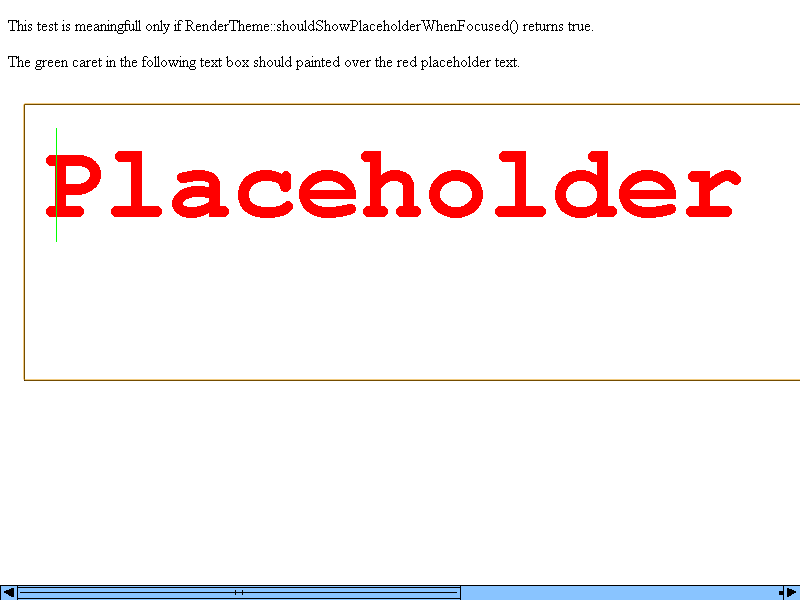 This test is meaningfull only if RenderTheme::shouldShowPlaceholderWhenFocused() returns true.
The green caret in the following text box should painted over the red placeholder text.
Placeholder